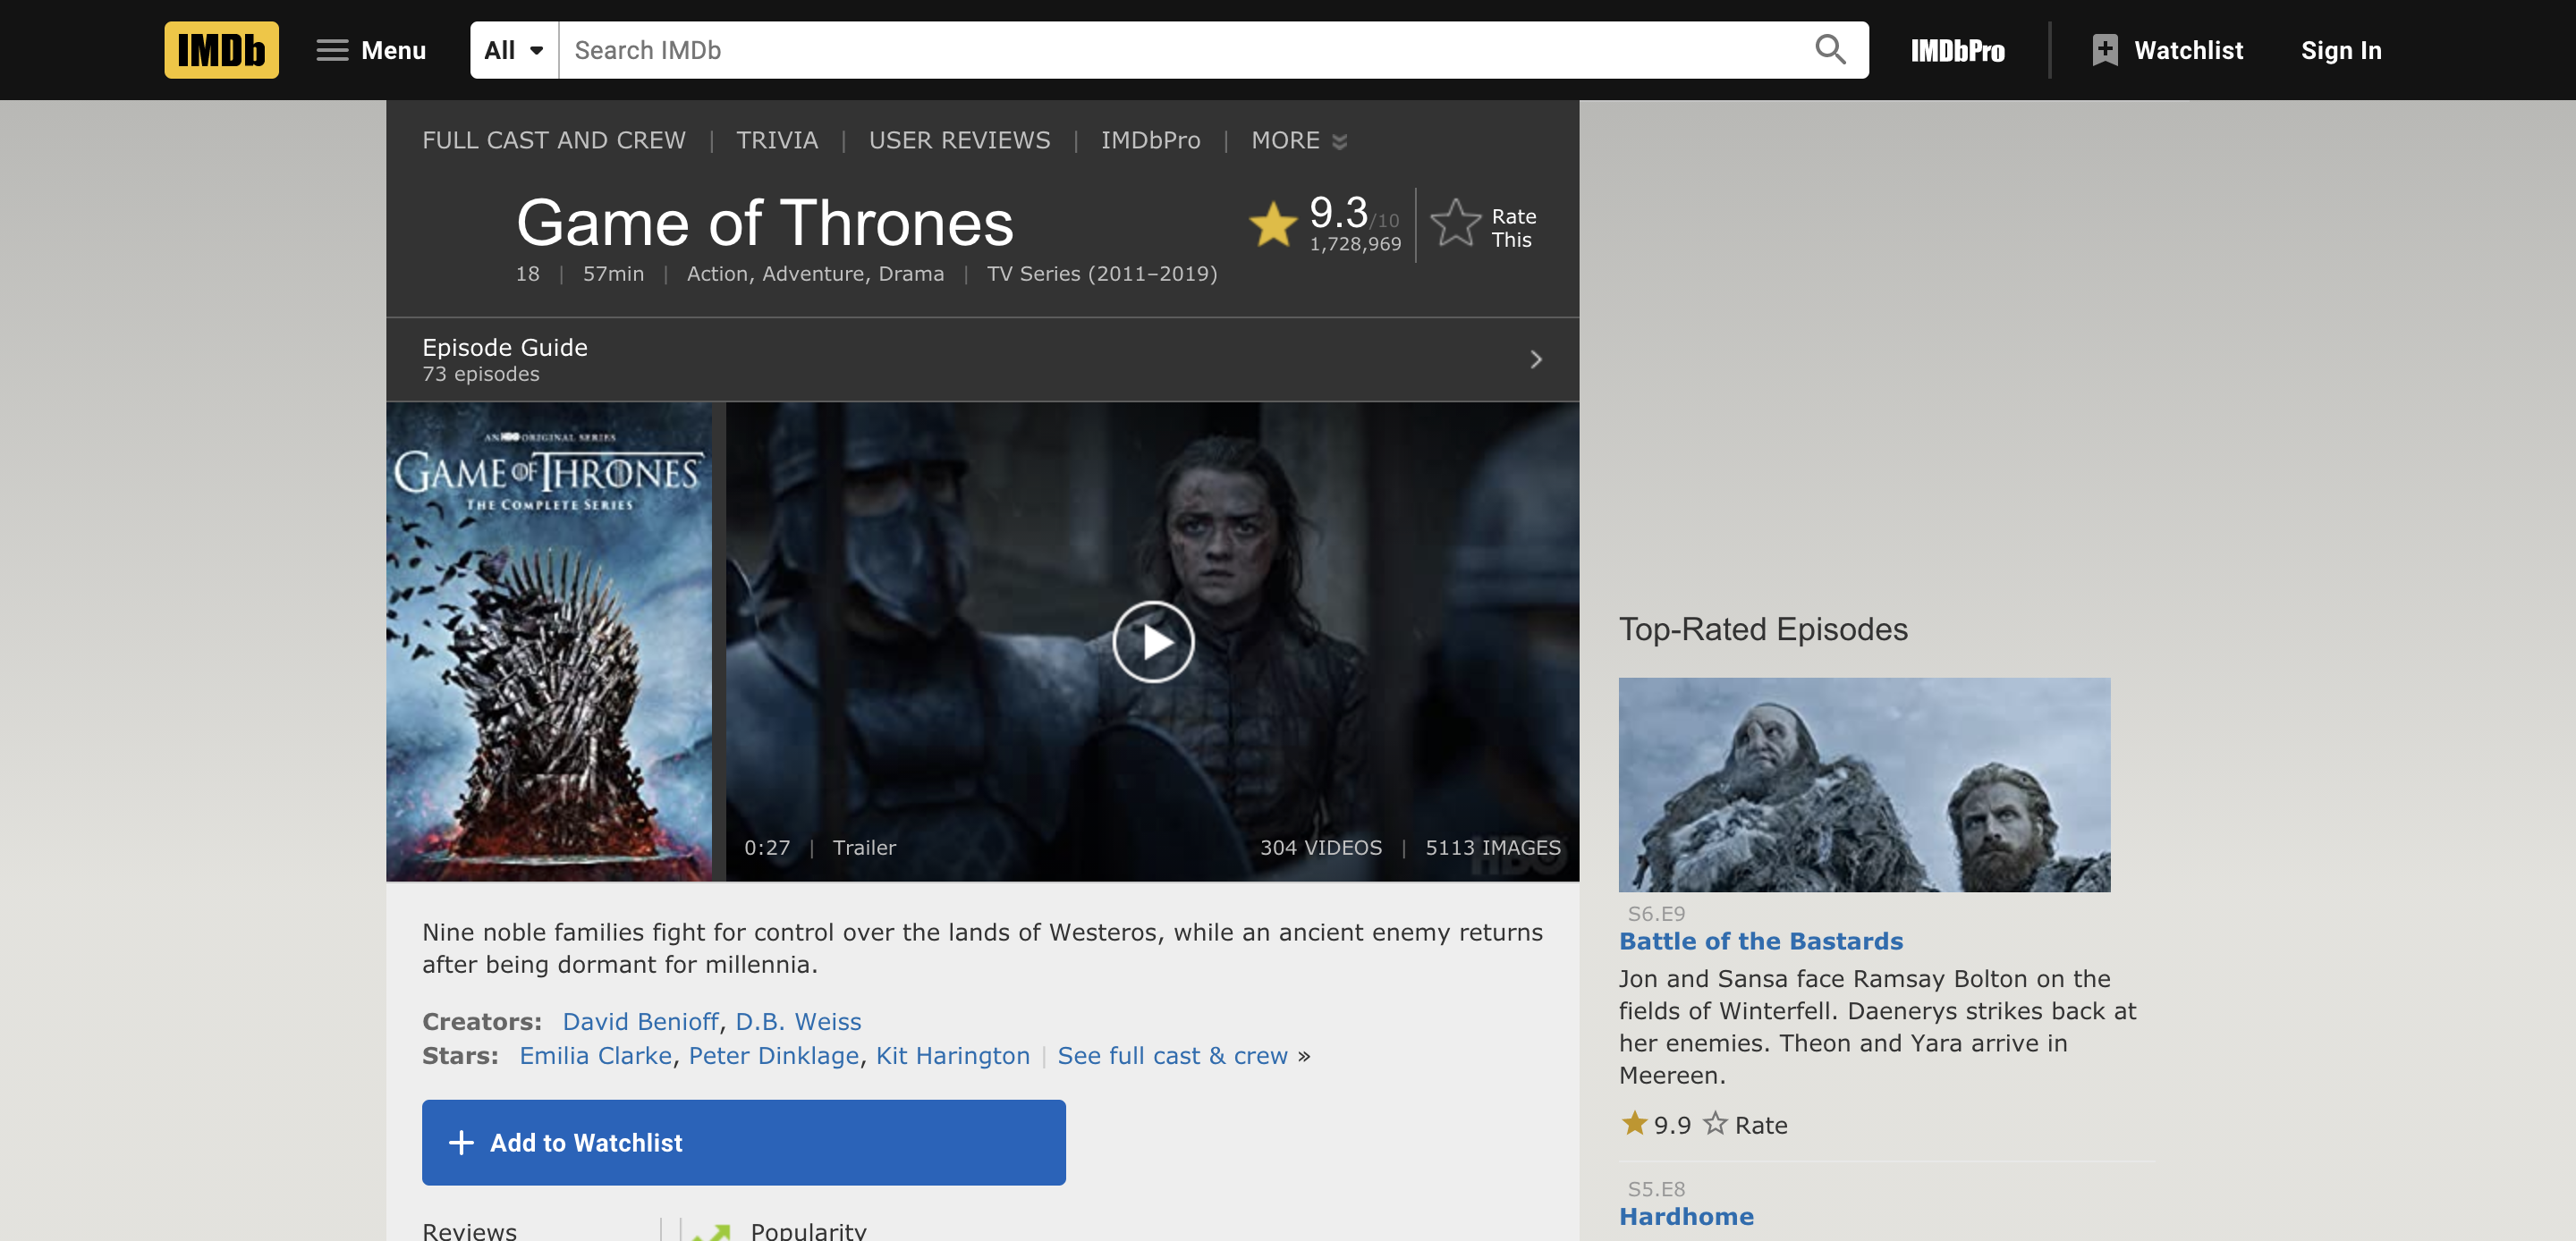 IMDb Menu All Search IMDb IMDbPro Watchlist Sign In
FULL CAST AND CREW | TRIVIA | USER REVIEWS | IMDbPro | MORE
Game of Thrones
9.3/10
1,728,969
Rate
This
18 | 57min | Action, Adventure, Drama | TV Series (2011–2019)
Episode Guide
73 episodes
AN HBO ORIGINAL SERIES
GAME OF THRONES
THE COMPLETE SERIES
0:27 | Trailer
304 VIDEOS | 5113 IMAGES
HBO
Nine noble families fight for control over the lands of Westeros, while an ancient enemy returns
after being dormant for millennia.
Creators: David Benioff, D.B. Weiss
Stars: Emilia Clarke, Peter Dinklage, Kit Harington | See full cast & crew »
+ Add to Watchlist
Reviews
Popularity
Top-Rated Episodes
S6.E9
Battle of the Bastards
Jon and Sansa face Ramsay Bolton on the
fields of Winterfell. Daenerys strikes back at
her enemies. Theon and Yara arrive in
Meereen.
9.9 Rate
S5.E8
Hardhome